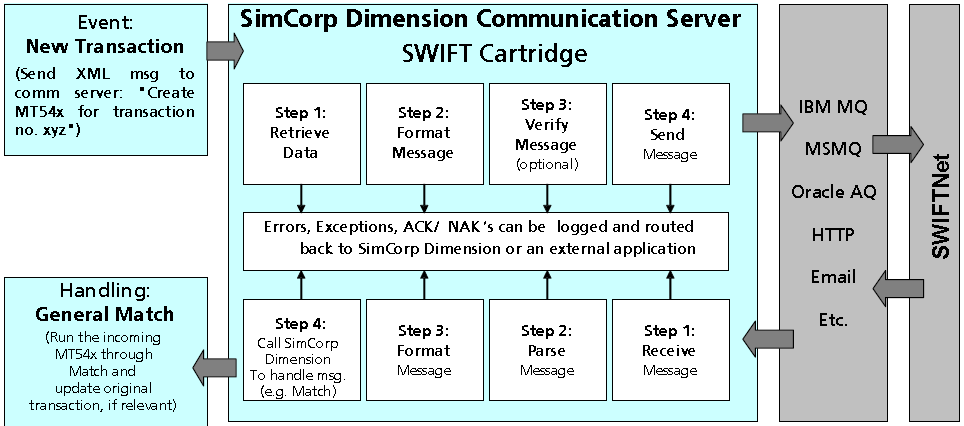 Event:
New Transaction
(Send XML msg to
comm server: "Create
MT54x for transaction
no. xyz")
SimCorp Dimension Communication Server
SWIFT Cartridge
Step 1:
Retrieve
Data
Step 2:
Format
Message
Step 3:
Verify
Message
(optional)
Step 4:
Send
Message
Errors, Exceptions, ACK/ NAK's can be logged and routed
back to SimCorp Dimension or an external application
Handling:
General Match
(Run the incoming
MT54x through
Match and
update original
transaction, if relevant)
Step 4:
Call SimCorp
Dimension
To handle msg.
(e.g. Match)
Step 3:
Format
Message
Step 2:
Parse
Message
Step 1:
Receive
Message
IBM MQ
MSMQ
Oracle AQ
HTTP
Email
Etc.
SWIFTNet